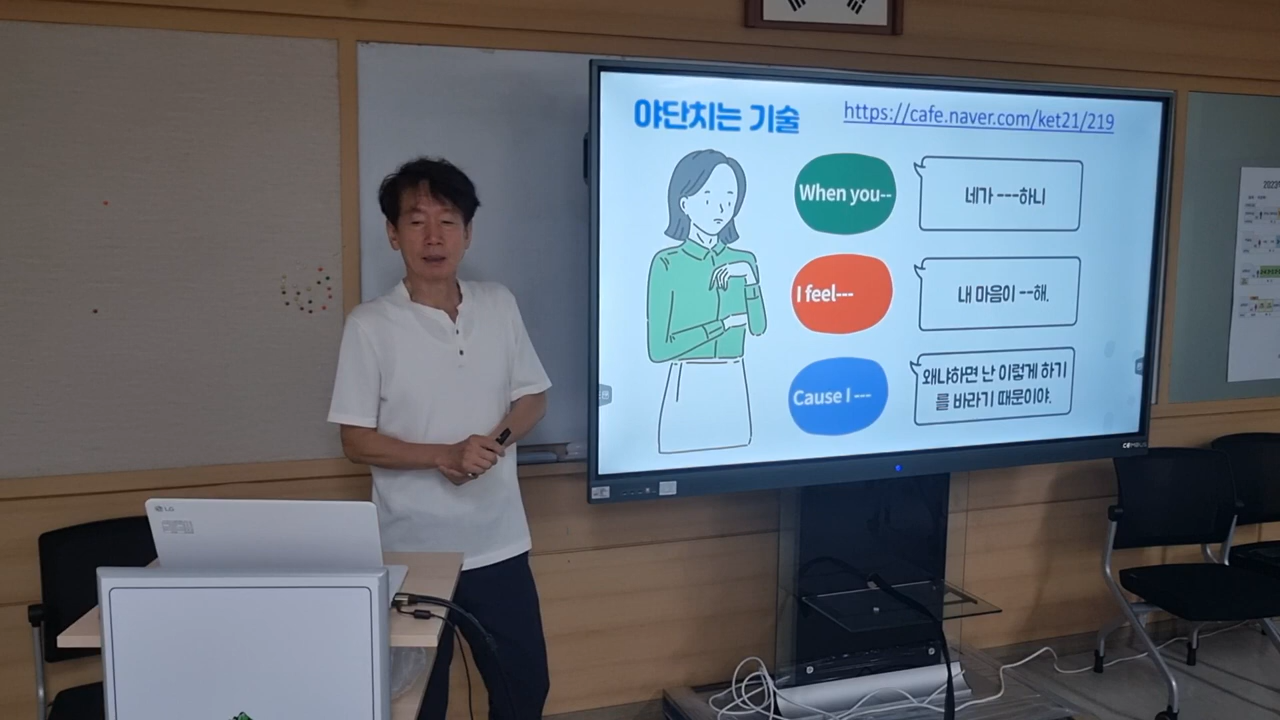 야단치는 기술
https://cafe.naver.com/ket21/219
When you--
네가 ---하니
I feel---
내 마음이 --해.
Cause I ---
왜냐하면 난 이렇게 하기
를 바라기 때문이야.
LG